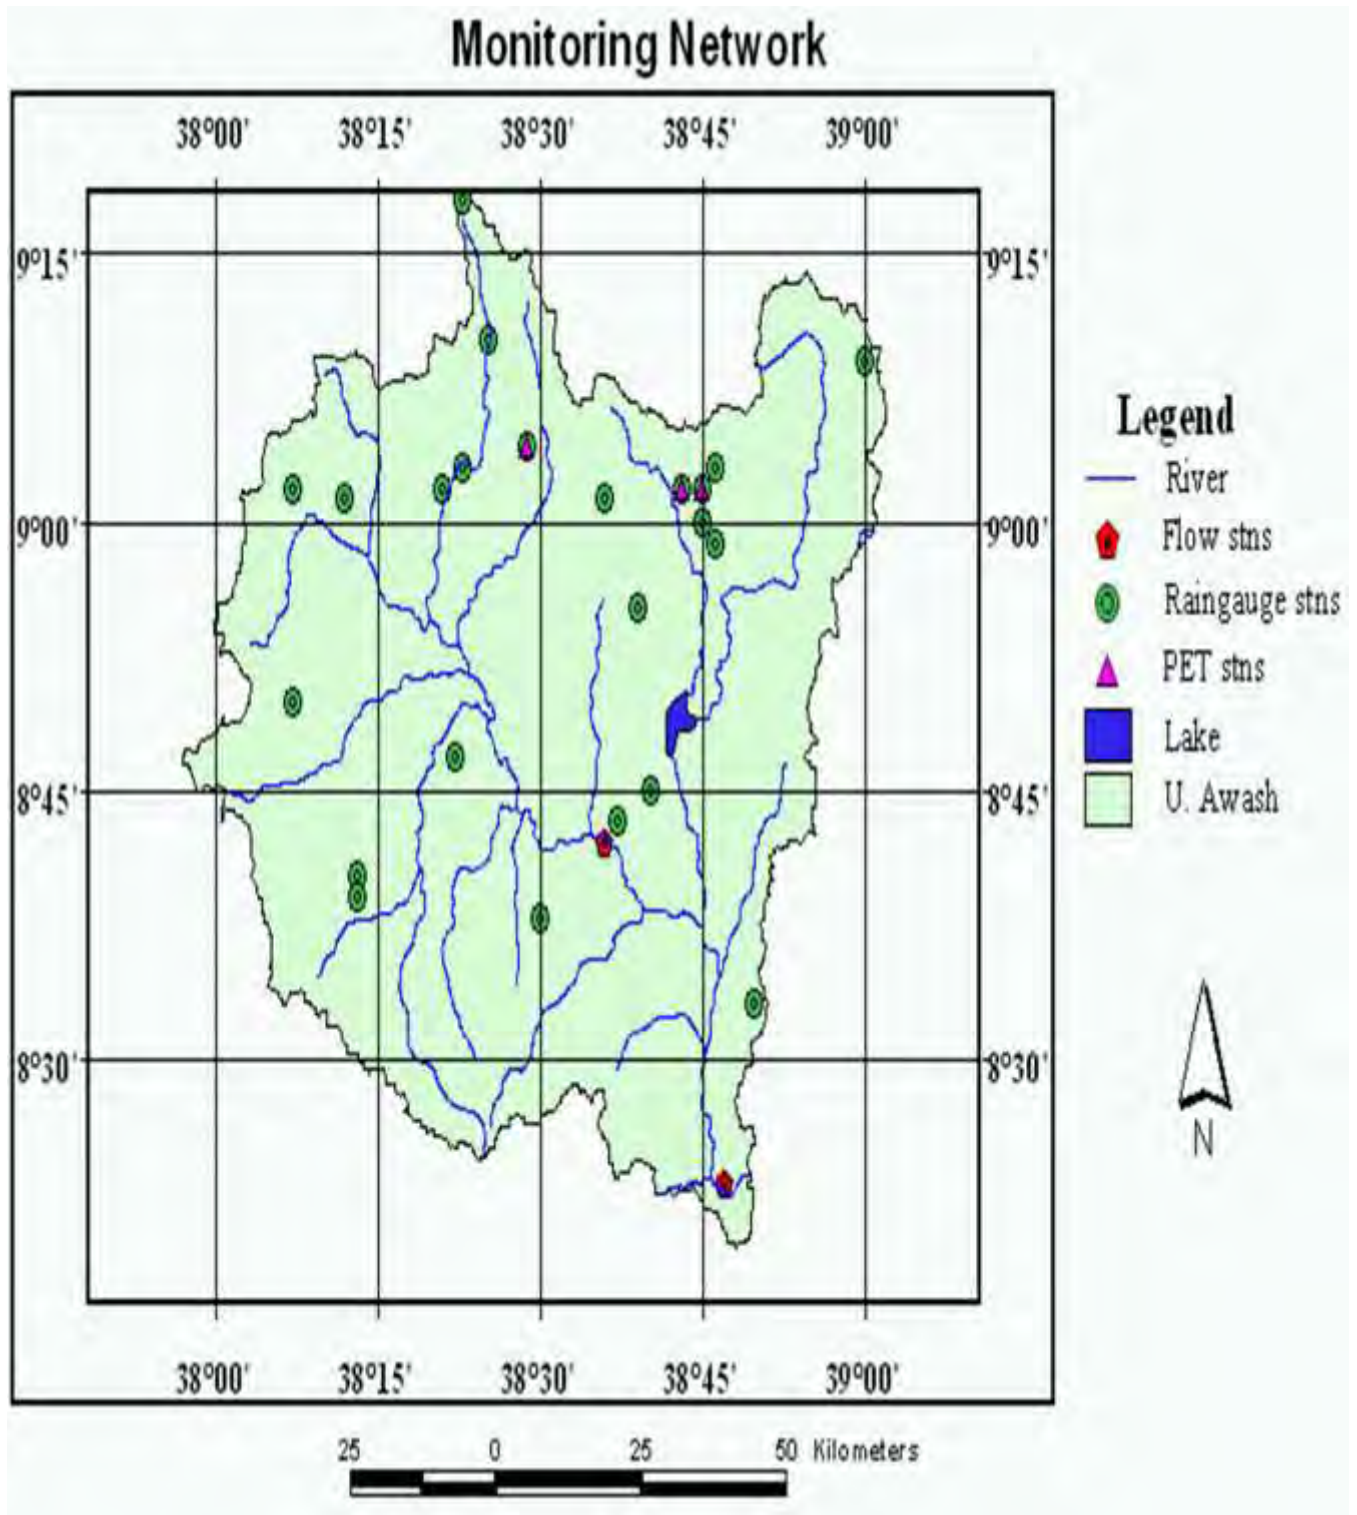 Monitoring Network
38°00' 38°15' 38°30' 38°45' 39°00'
9°15' 9°15'
9°00' 9°00'
8°45' 8°45'
8°30' 8°30'
38°00' 38°15' 38°30' 38°45' 39°00'
25 0 25 50 Kilometers
Legend
River
Flow stns
Raingauge stns
PET stns
Lake
U. Awash
N